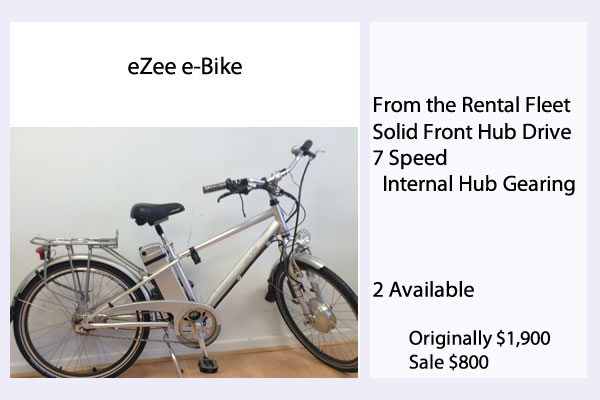 eZee e-Bike
From the Rental Fleet
Solid Front Hub Drive
7 Speed
Internal Hub Gearing
2 Available
Originally $1,900
Sale $800